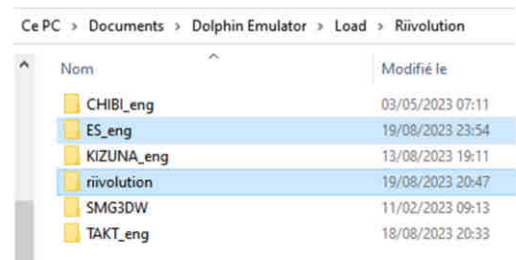 Ce PC > Documents > Dolphin Emulator > Load > Riivolution
Nom Modifié le
CHIBI_eng 03/05/2023 07:11
ES_eng 19/08/2023 23:54
KIZUNA_eng 13/08/2023 19:11
riivolution 19/08/2023 20:47
SMG3DW 11/02/2023 09:13
TAKT_eng 18/08/2023 20:33